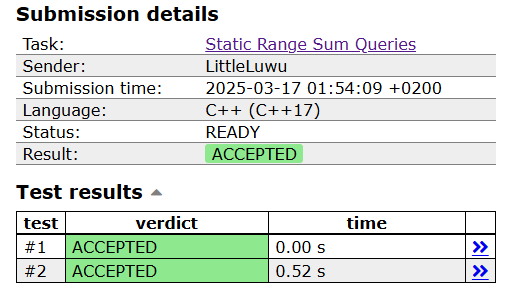 Submission details
Task: Static Range Sum Queries
Sender: LittleLuwu
Submission time: 2025-03-17 01:54:09 +0200
Language: C++ (C++17)
Status: READY
Result: ACCEPTED
Test results
test verdict time
#1 ACCEPTED 0.00 s
#2 ACCEPTED 0.52 s